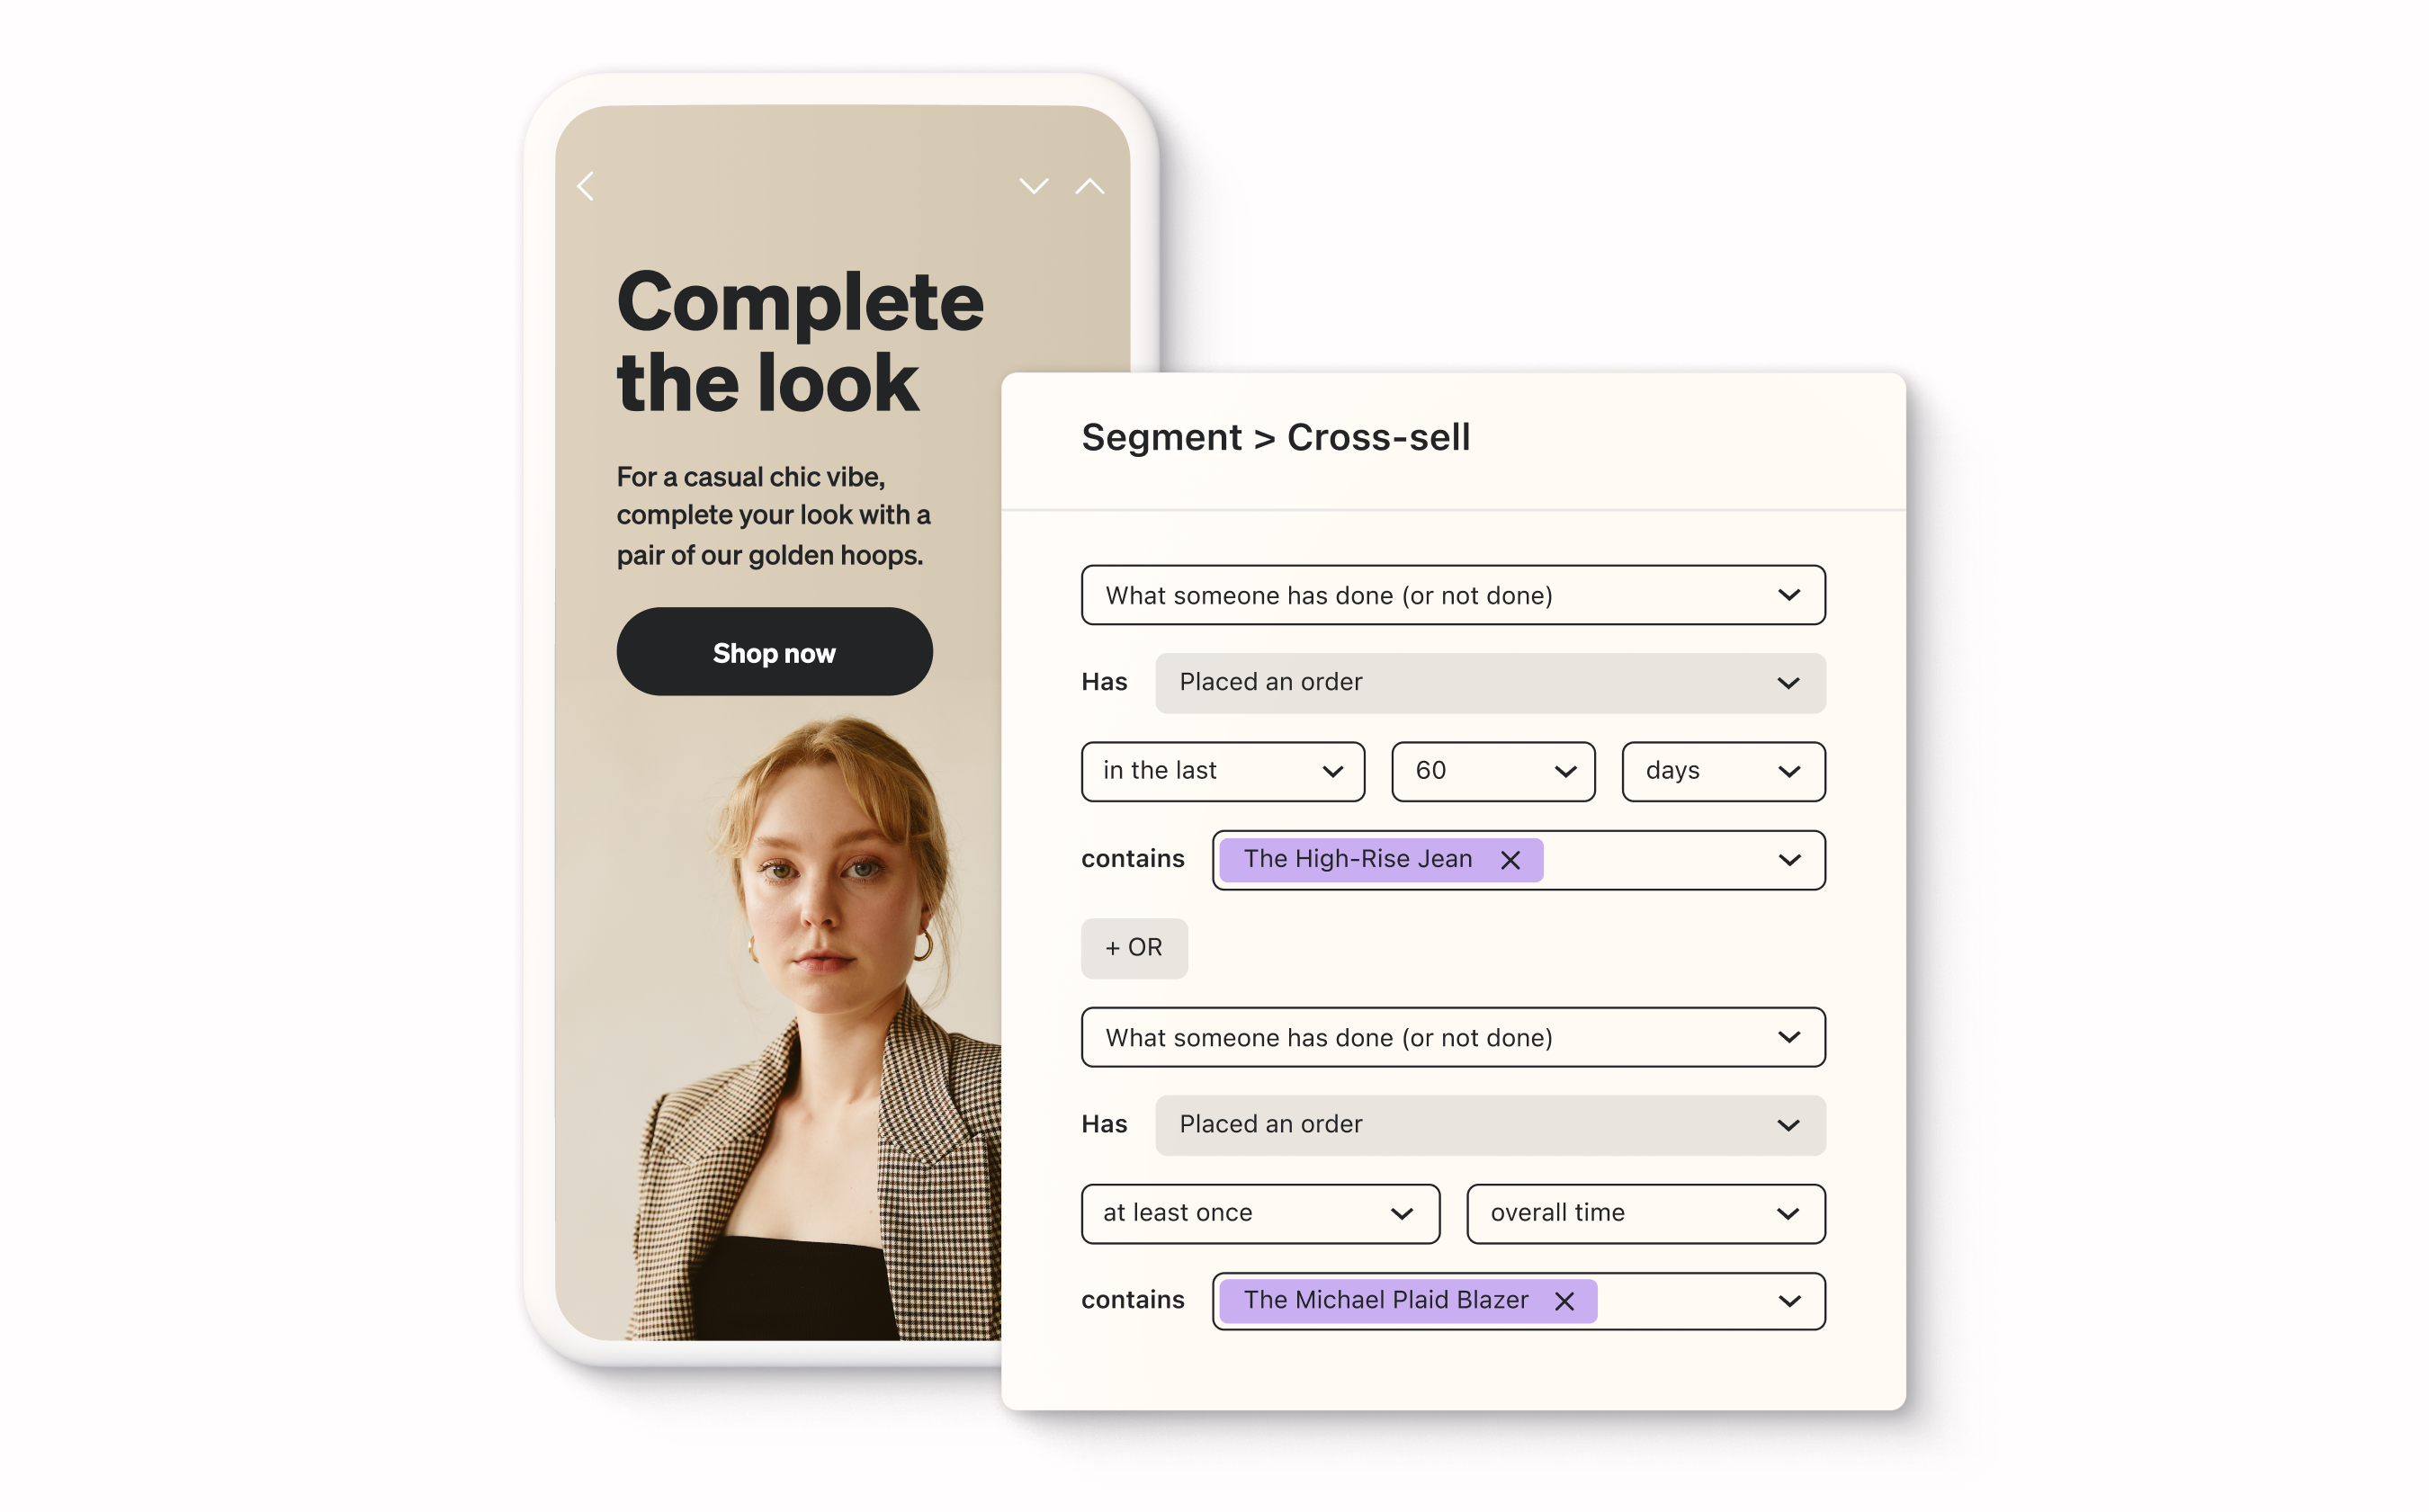 Complete
the look
For a casual chic vibe,
complete your look with a
pair of our golden hoops.
Shop now
Segment > Cross-sell
What someone has done (or not done)
Has Placed an order
in the last 60 days
contains The High-Rise Jean
+ OR
What someone has done (or not done)
Has Placed an order
at least once overall time
contains The Michael Plaid Blazer